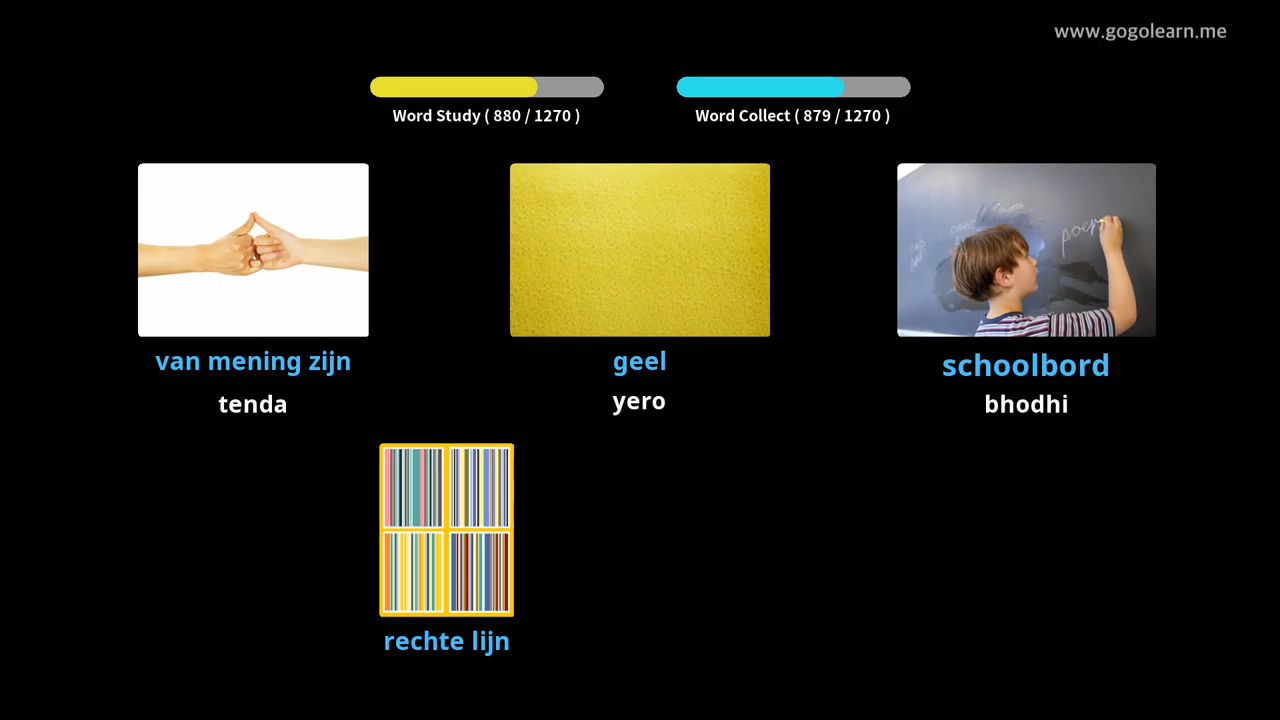 www.gogolearn.me
Word Study ( 880 / 1270 )
Word Collect ( 879 / 1270 )
van mening zijn
geel
schoolbord
tenda
yero
bhodhi
rechte lijn